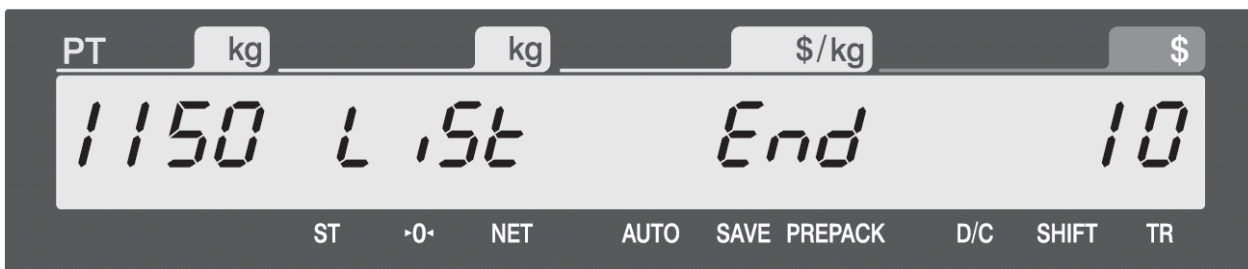 PT kg kg $/kg $
1150 LiSt End 10
ST ▸0◂ NET AUTO SAVE PREPACK D/C SHIFT TR